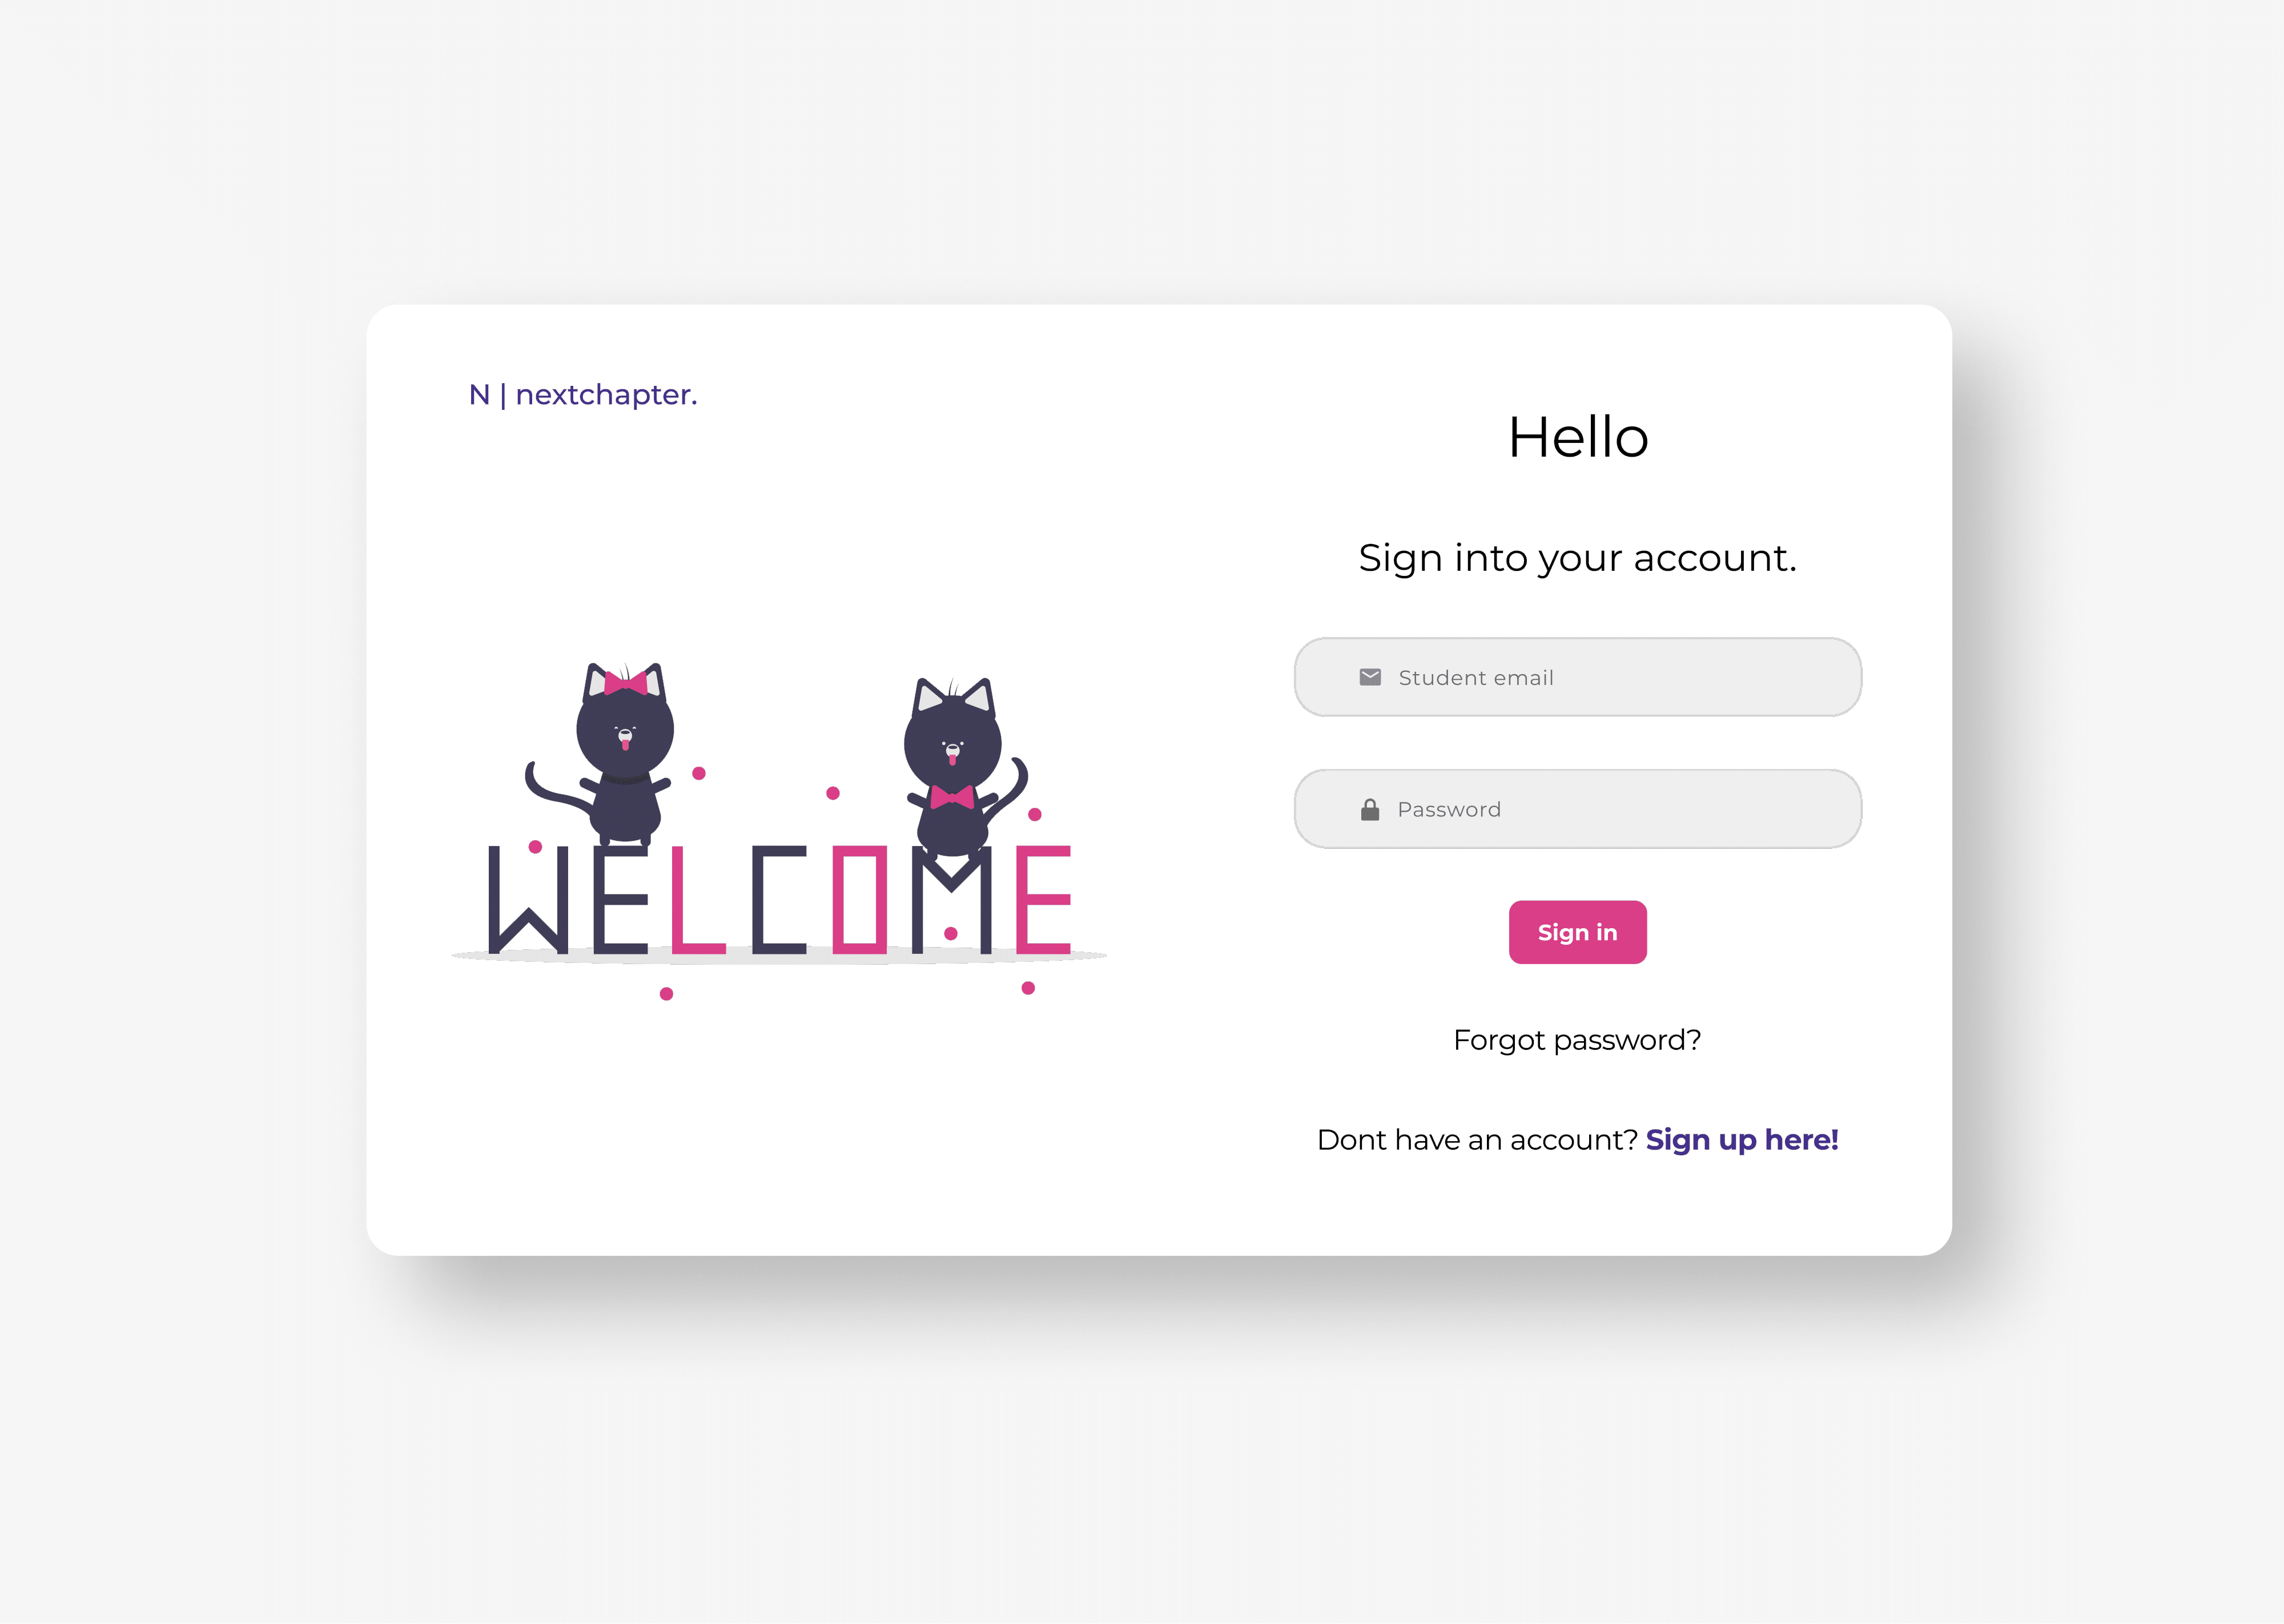 N | nextchapter.
WELCOME
Hello
Sign into your account.
Student email
Password
Sign in
Forgot password?
Dont have an account? Sign up here!